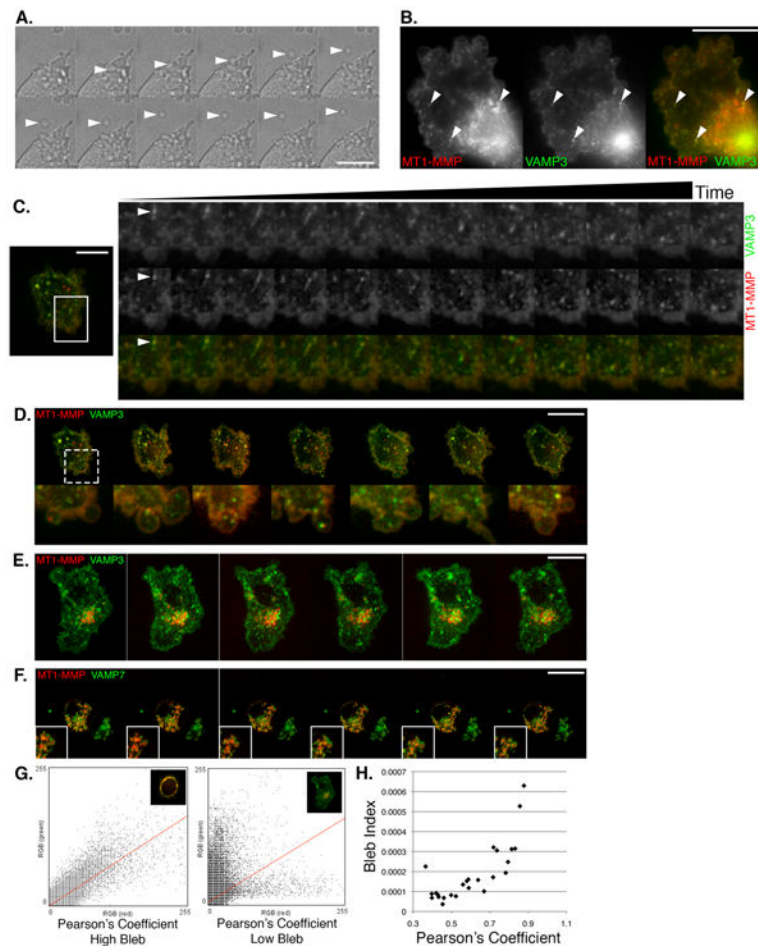 A.
B.
MT1-MMP VAMP3 MT1-MMP VAMP3
Time
C.
VAMP3
MT1-MMP
D.
MT1-MMP VAMP3
E.
MT1-MMP VAMP3
F.
MT1-MMP VAMP7
G.
255
RGB (green)
0
0 RGB (red) 255
Pearson's Coefficient
High Bleb
255
RGB (green)
0
0 RGB (red) 255
Pearson's Coefficient
Low Bleb
H.
Bleb Index
0.0007
0.0006
0.0005
0.0004
0.0003
0.0002
0.0001
0
0.3 0.5 0.7 0.9 1.1
Pearson's Coefficient